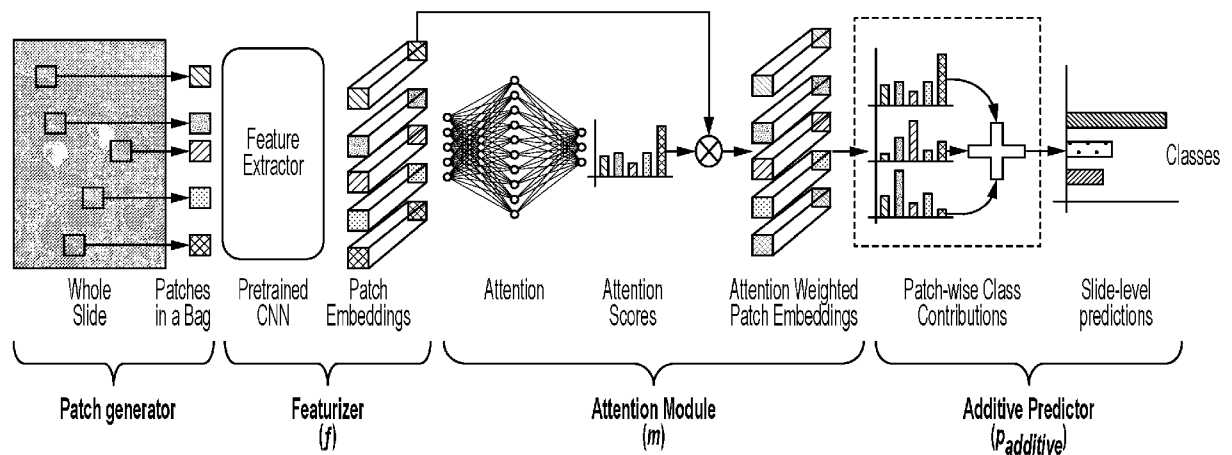 Feature
Extractor
Classes
Whole
Slide
Patches
in a Bag
Pretrained
CNN
Patch
Embeddings
Attention
Attention
Scores
Attention Weighted
Patch Embeddings
Patch-wise Class
Contributions
Slide-level
predictions
Patch generator
Featurizer
(f)
Attention Module
(m)
Additive Predictor
(Padditive)